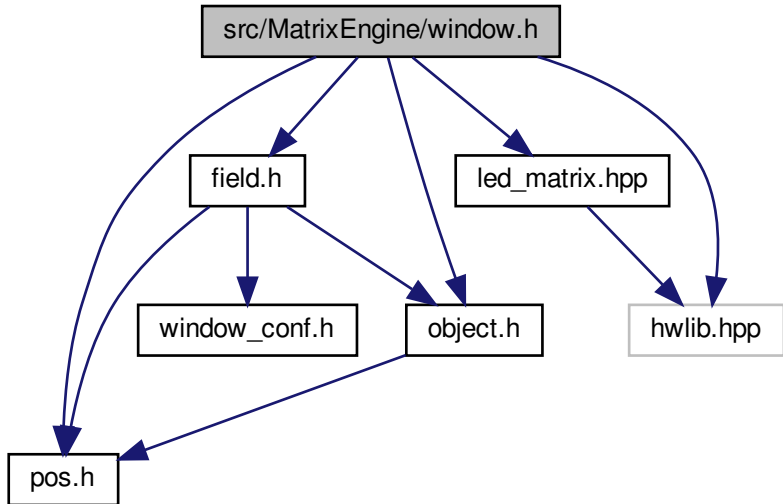 src/MatrixEngine/window.h
field.h
led_matrix.hpp
window_conf.h
object.h
hwlib.hpp
pos.h